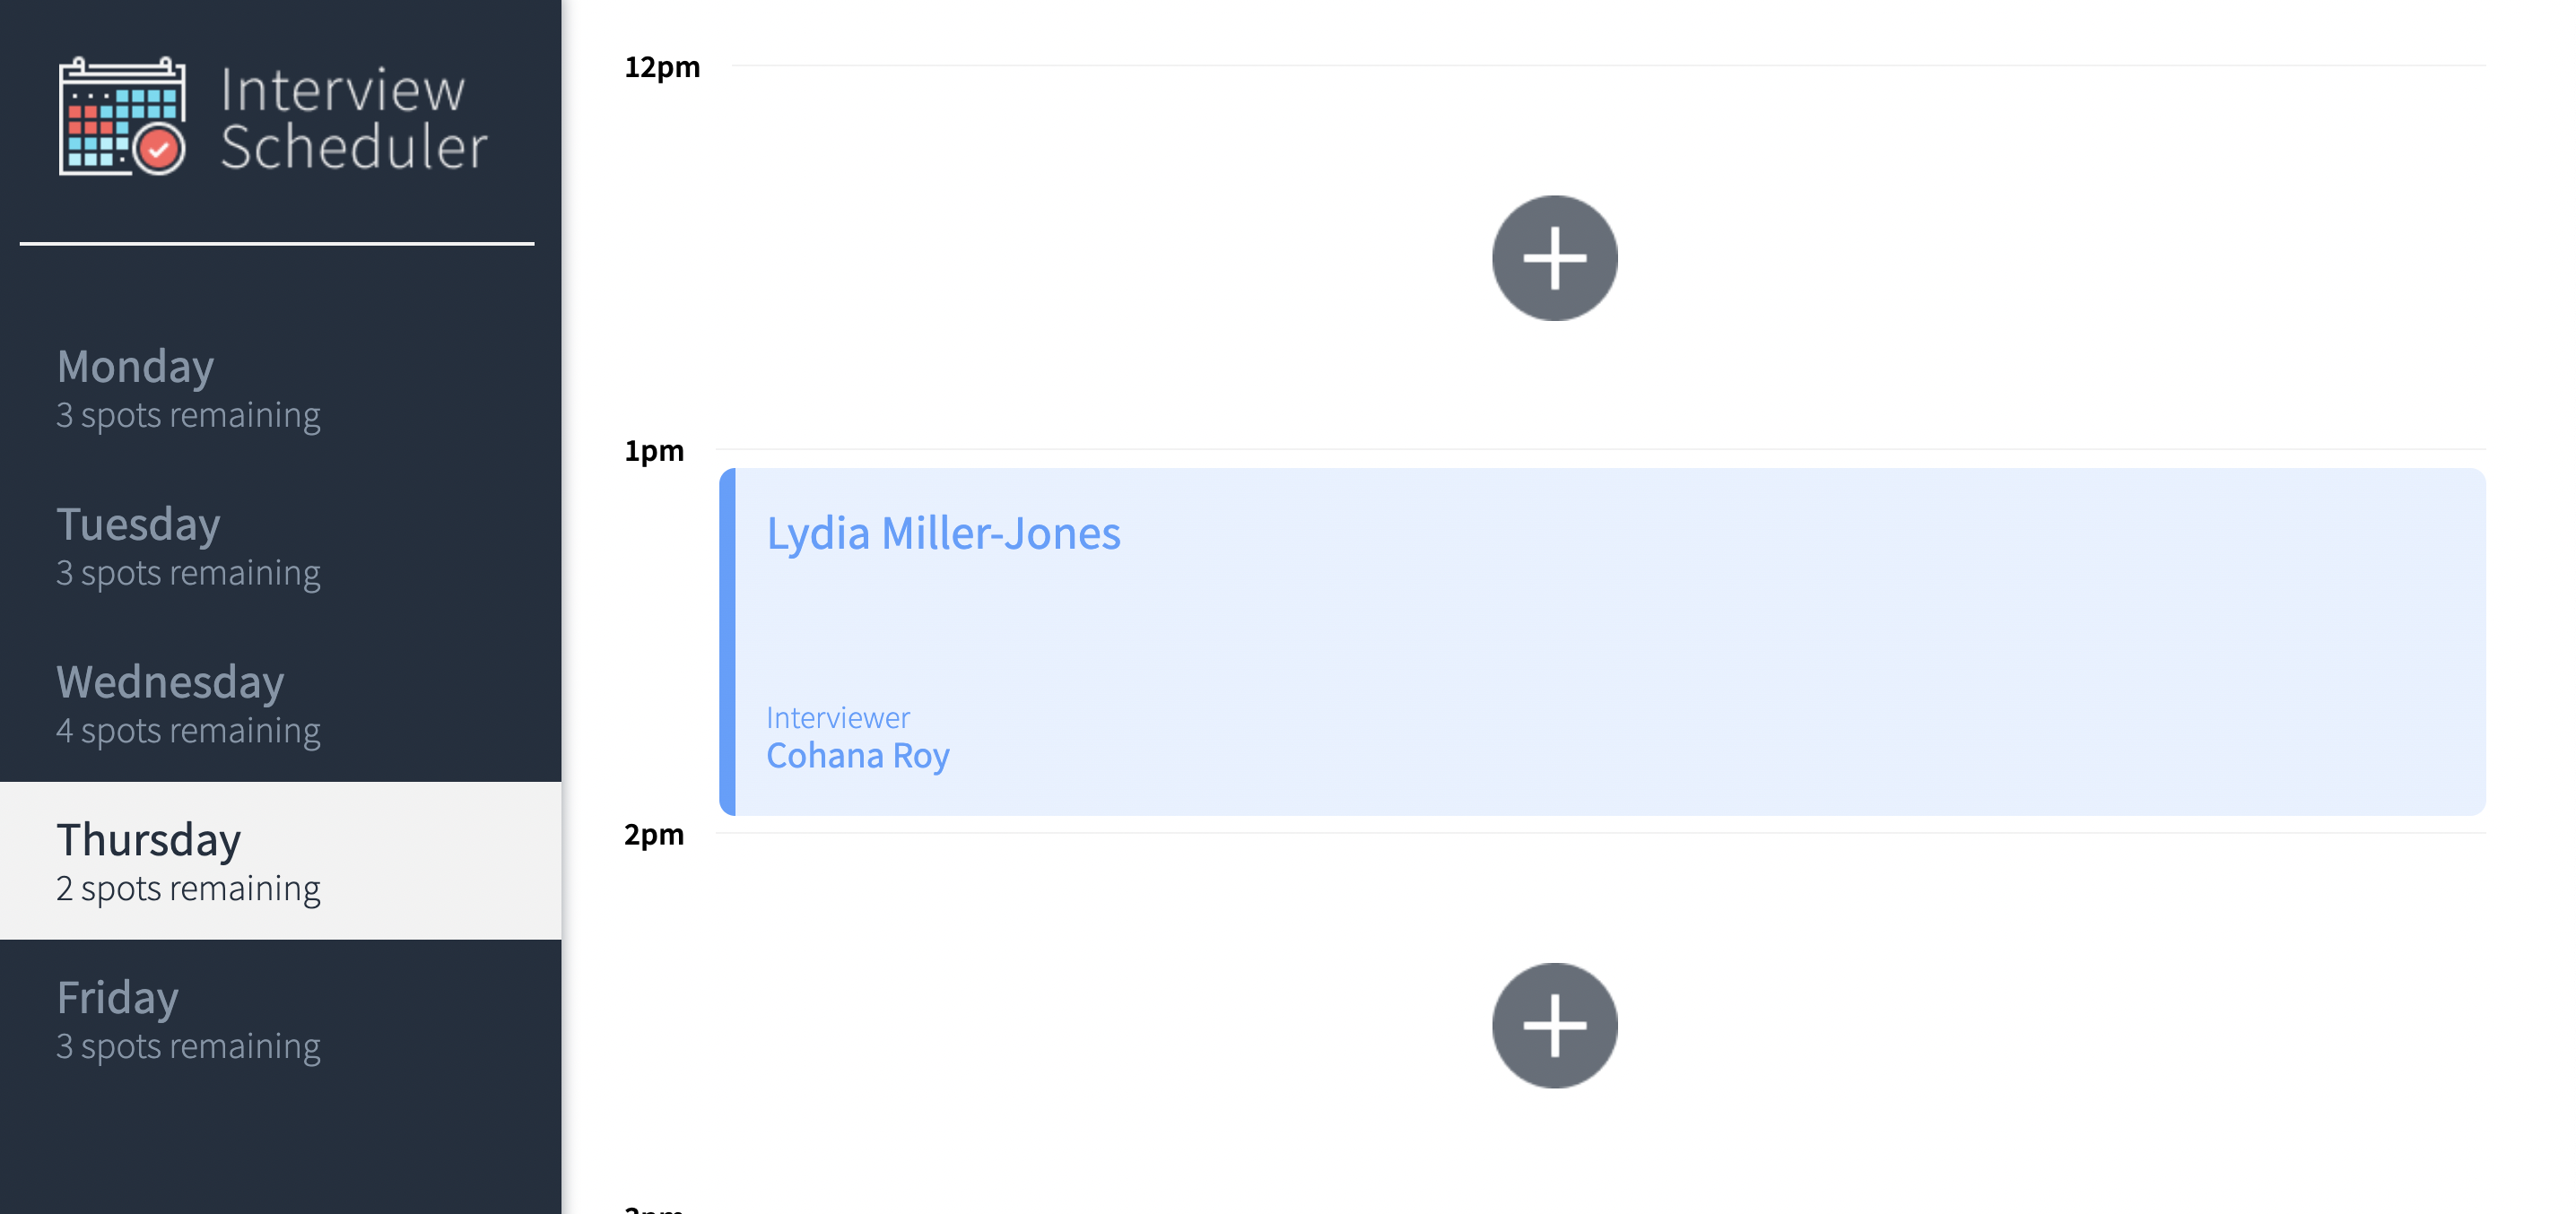 Interview
Scheduler
Monday
3 spots remaining
Tuesday
3 spots remaining
Wednesday
4 spots remaining
Thursday
2 spots remaining
Friday
3 spots remaining
12pm
1pm
Lydia Miller-Jones
Interviewer
Cohana Roy
2pm